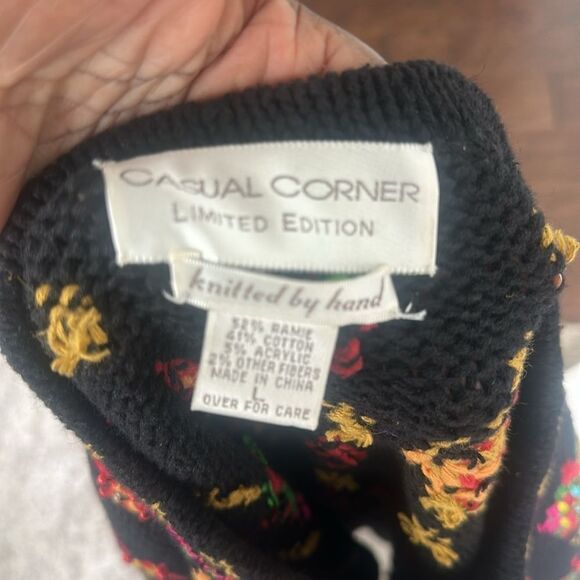 CASUAL CORNER
LIMITED EDITION
knitted by hand
52% RAMIE
41% COTTON
5% ACRYLIC
2% OTHER FIBERS
MADE IN CHINA
L
OVER FOR CARE